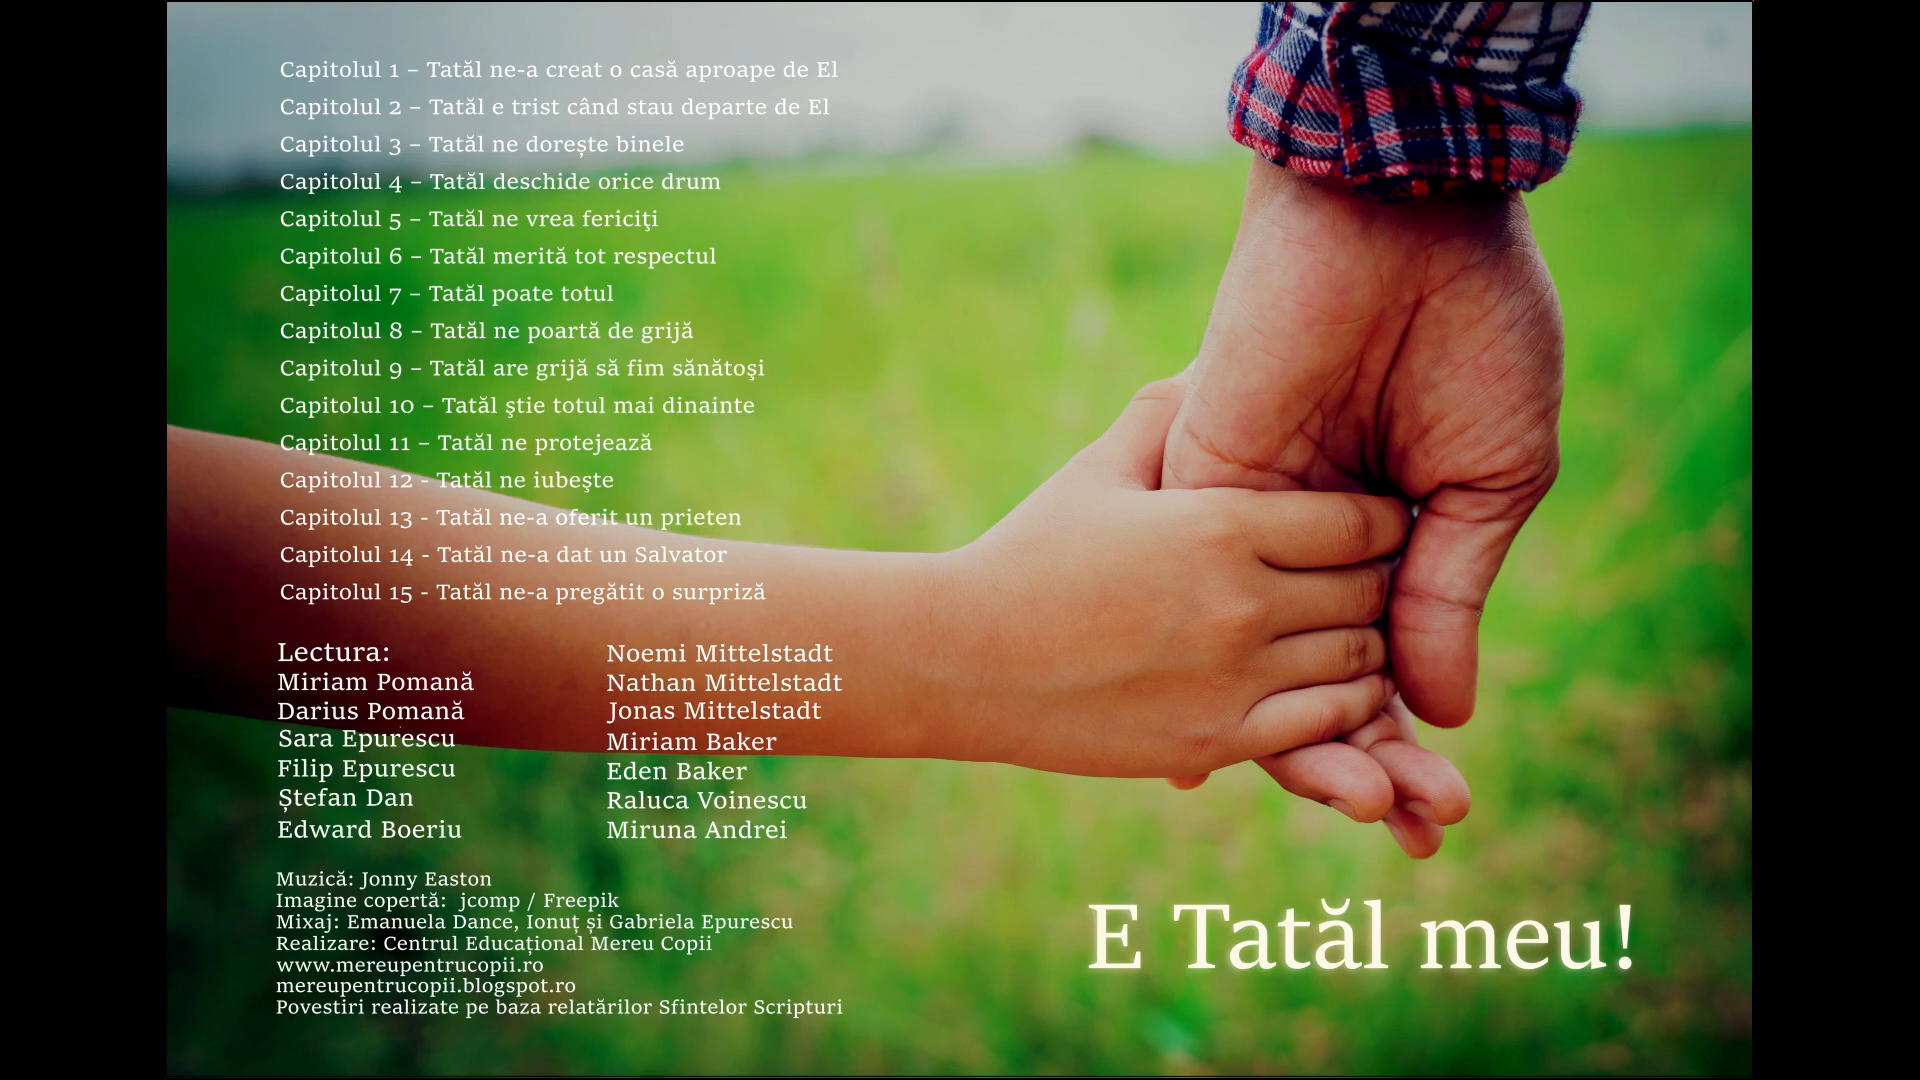 Capitolul 1 – Tatăl ne-a creat o casă aproape de El
Capitolul 2 – Tatăl e trist când stau departe de El
Capitolul 3 – Tatăl ne dorește binele
Capitolul 4 – Tatăl deschide orice drum
Capitolul 5 – Tatăl ne vrea fericiţi
Capitolul 6 – Tatăl merită tot respectul
Capitolul 7 – Tatăl poate totul
Capitolul 8 – Tatăl ne poartă de grijă
Capitolul 9 – Tatăl are grijă să fim sănătoşi
Capitolul 10 – Tatăl ştie totul mai dinainte
Capitolul 11 – Tatăl ne protejează
Capitolul 12 - Tatăl ne iubeşte
Capitolul 13 - Tatăl ne-a oferit un prieten
Capitolul 14 - Tatăl ne-a dat un Salvator
Capitolul 15 - Tatăl ne-a pregătit o surpriză
Lectura:
Miriam Pomană
Darius Pomană
Sara Epurescu
Filip Epurescu
Ștefan Dan
Edward Boeriu
Noemi Mittelstadt
Nathan Mittelstadt
Jonas Mittelstadt
Miriam Baker
Eden Baker
Raluca Voinescu
Miruna Andrei
Muzică: Jonny Easton
Imagine copertă: jcomp / Freepik
Mixaj: Emanuela Dance, Ionuț și Gabriela Epurescu
Realizare: Centrul Educațional Mereu Copii
www.mereupentrucopii.ro
mereupentrucopii.blogspot.ro
Povestiri realizate pe baza relatărilor Sfintelor Scripturi
E Tatăl meu!